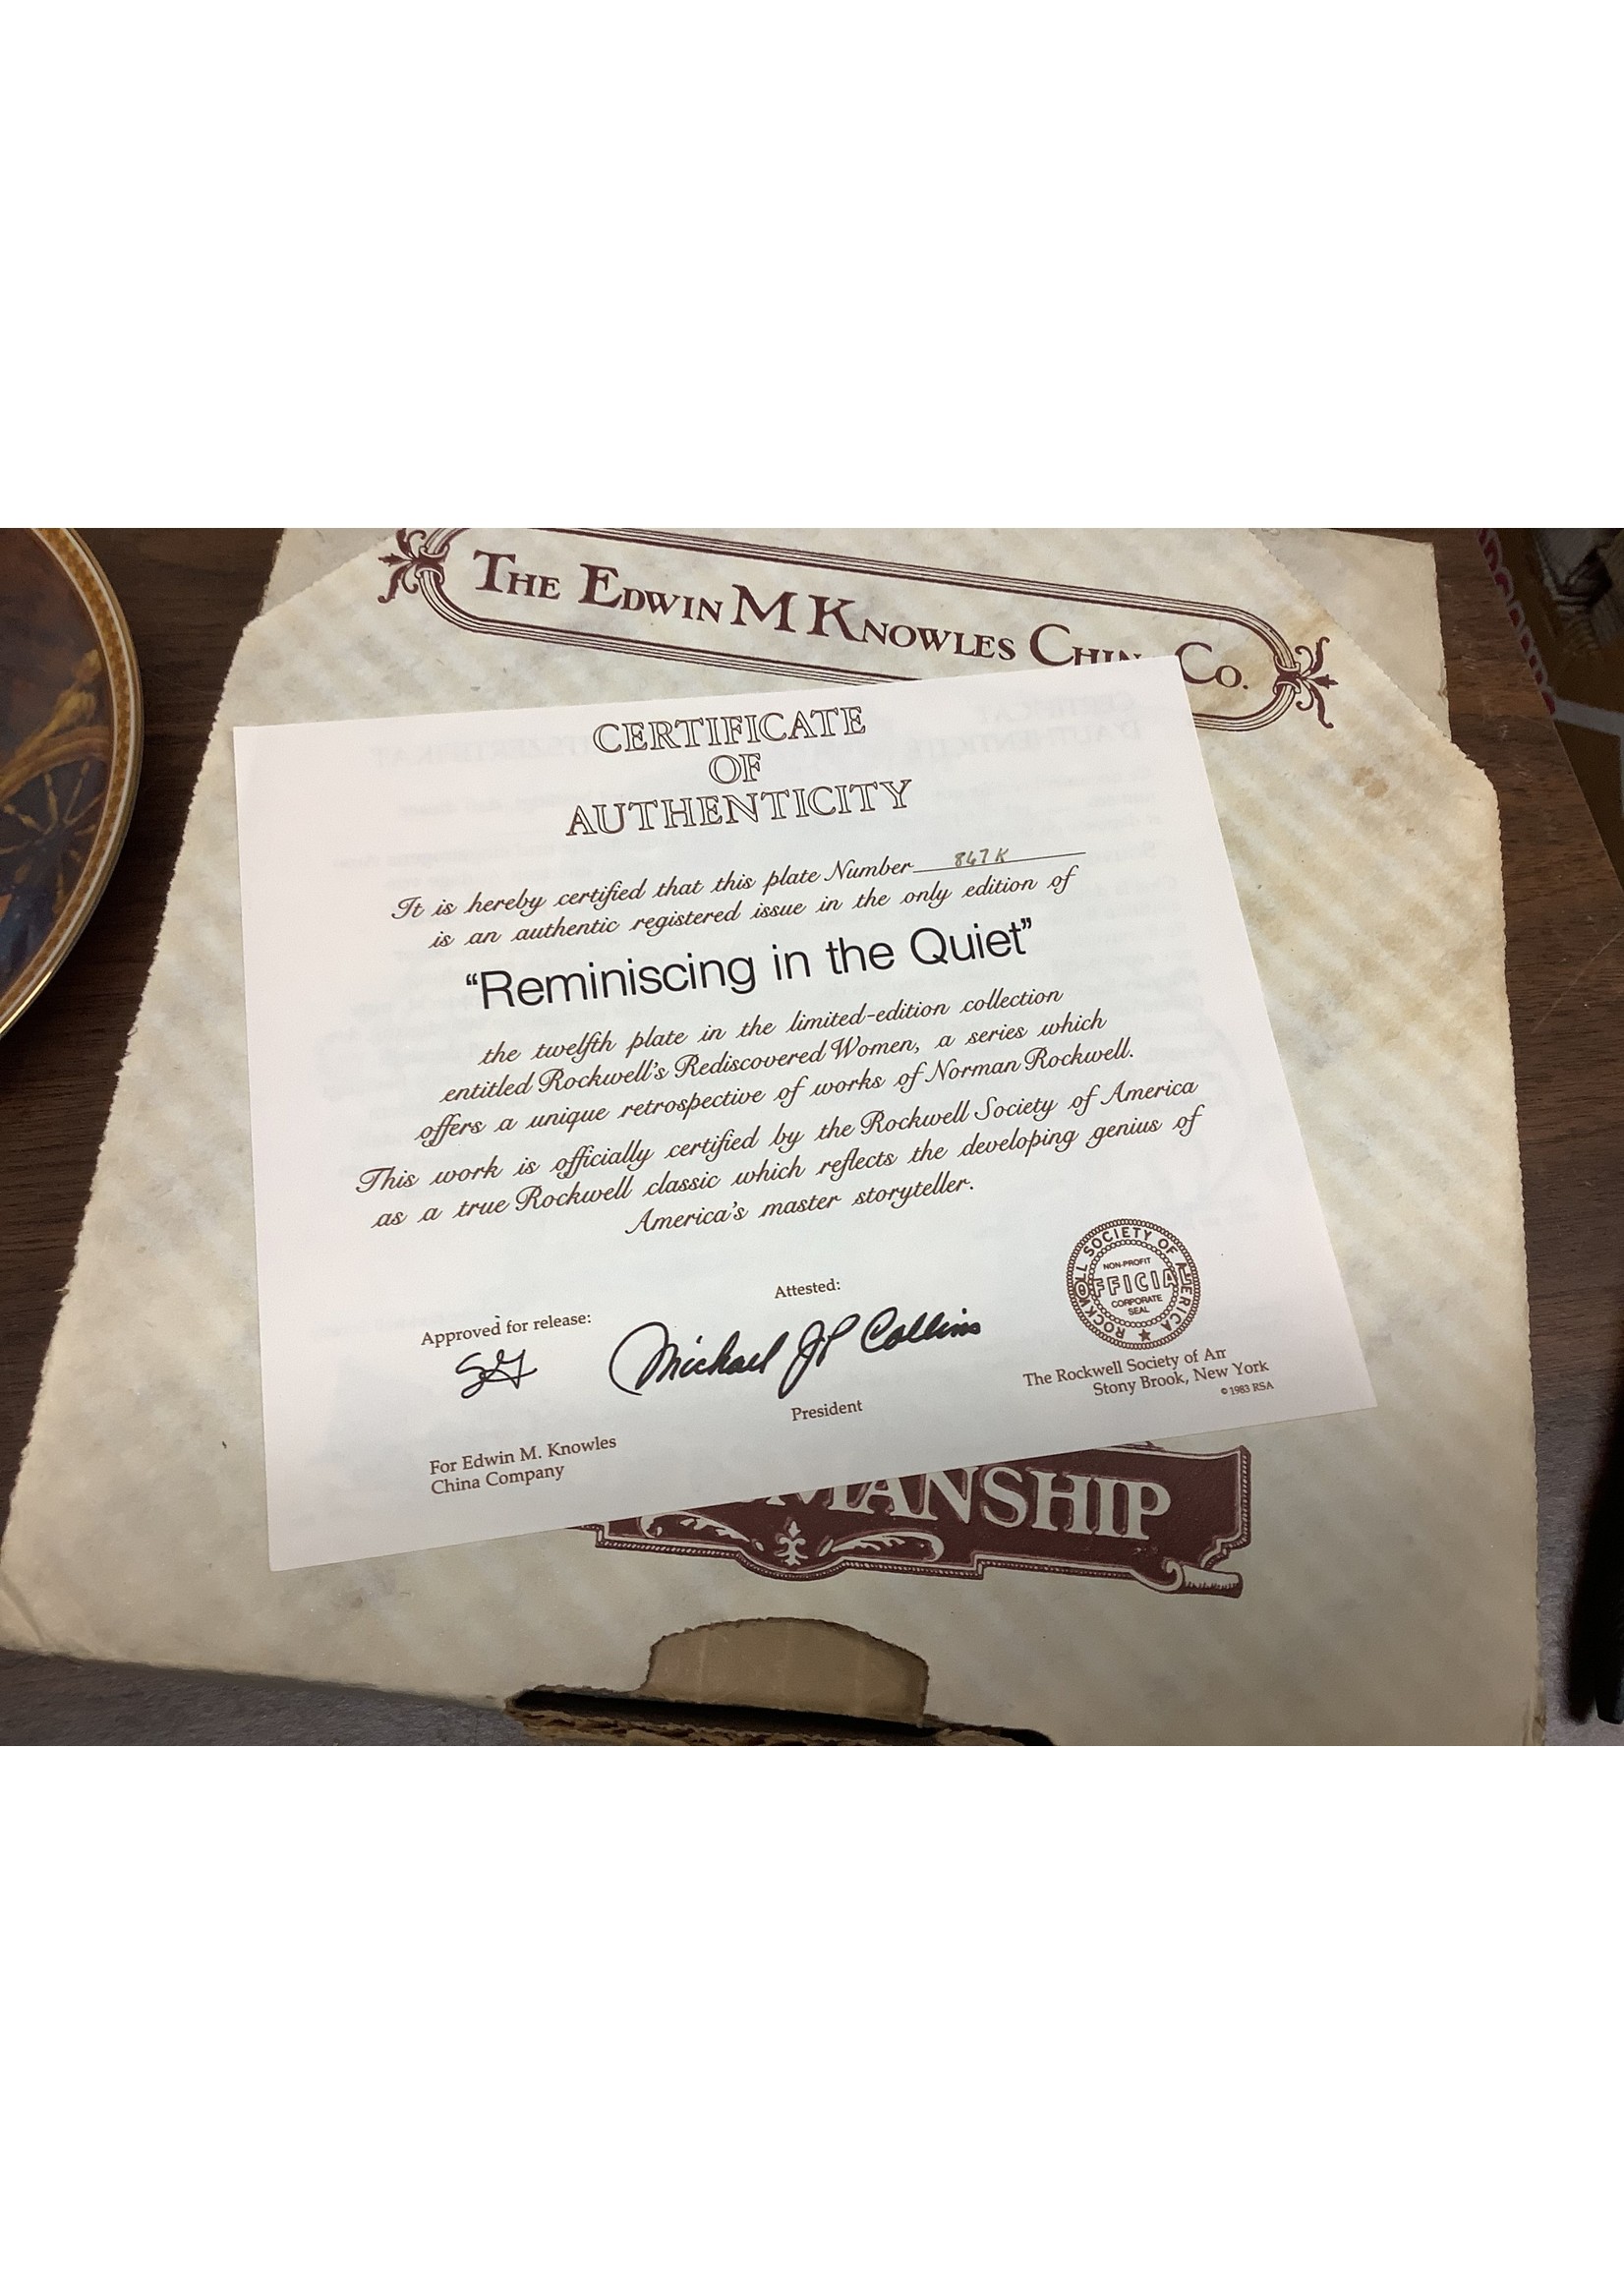 THE EDWIN M KNOWLES CHIN Co.
CERTIFICATE
OF
AUTHENTICITY
It is hereby certified that this plate Number 847 K
is an authentic registered issue in the only edition of
“Reminiscing in the Quiet”
the twelfth plate in the limited-edition collection
entitled Rockwell's Rediscovered Women, a series which
offers a unique retrospective of works of Norman Rockwell.
This work is officially certified by the Rockwell Society of America
as a true Rockwell classic which reflects the developing genius of
America's master storyteller.
Approved for release:
Attested:
Michael JP Collins
President
For Edwin M. Knowles
China Company
ROCKWELL SOCIETY OF AMERICA
NON-PROFIT
OFFICIAL
CORPORATE
SEAL
The Rockwell Society of Am
Stony Brook, New York
© 1983 RSA
MANSHIP